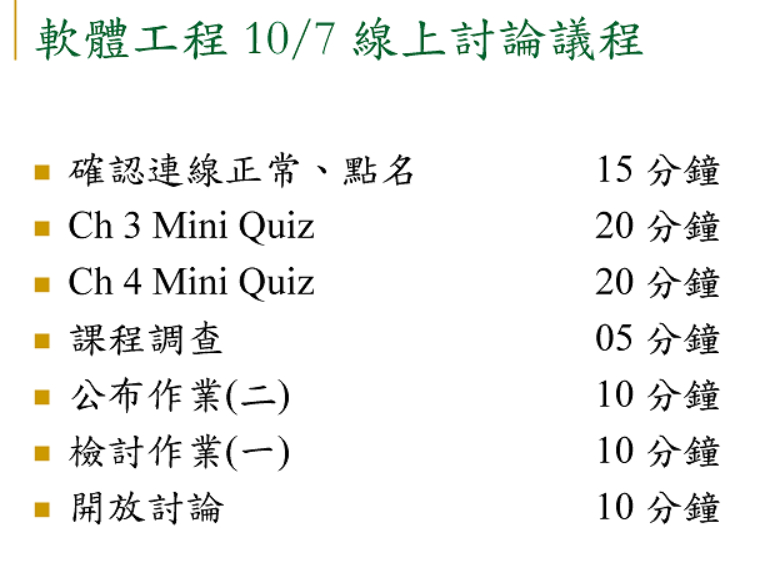 軟體工程 10/7 線上討論議程
確認連線正常、點名 15 分鐘
Ch 3 Mini Quiz 20 分鐘
Ch 4 Mini Quiz 20 分鐘
課程調查 05 分鐘
公布作業(二) 10 分鐘
檢討作業(一) 10 分鐘
開放討論 10 分鐘